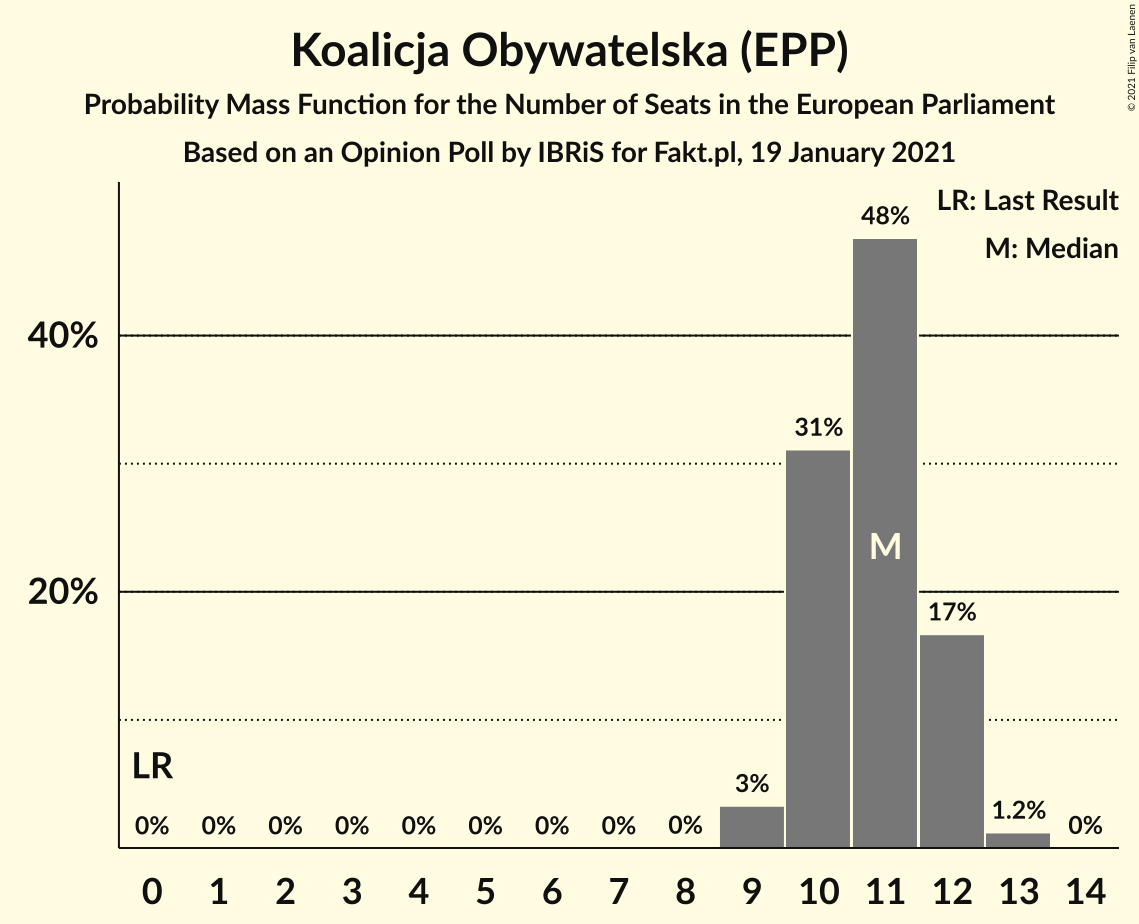 Koalicja Obywatelska (EPP)
Probability Mass Function for the Number of Seats in the European Parliament
Based on an Opinion Poll by IBRiS for Fakt.pl, 19 January 2021
© 2021 Filip van Laenen
LR: Last Result
M: Median
48%
40%
31%
M
20%
17%
LR
3%
1.2%
0% 0% 0% 0% 0% 0% 0% 0% 0% 0%
0 1 2 3 4 5 6 7 8 9 10 11 12 13 14